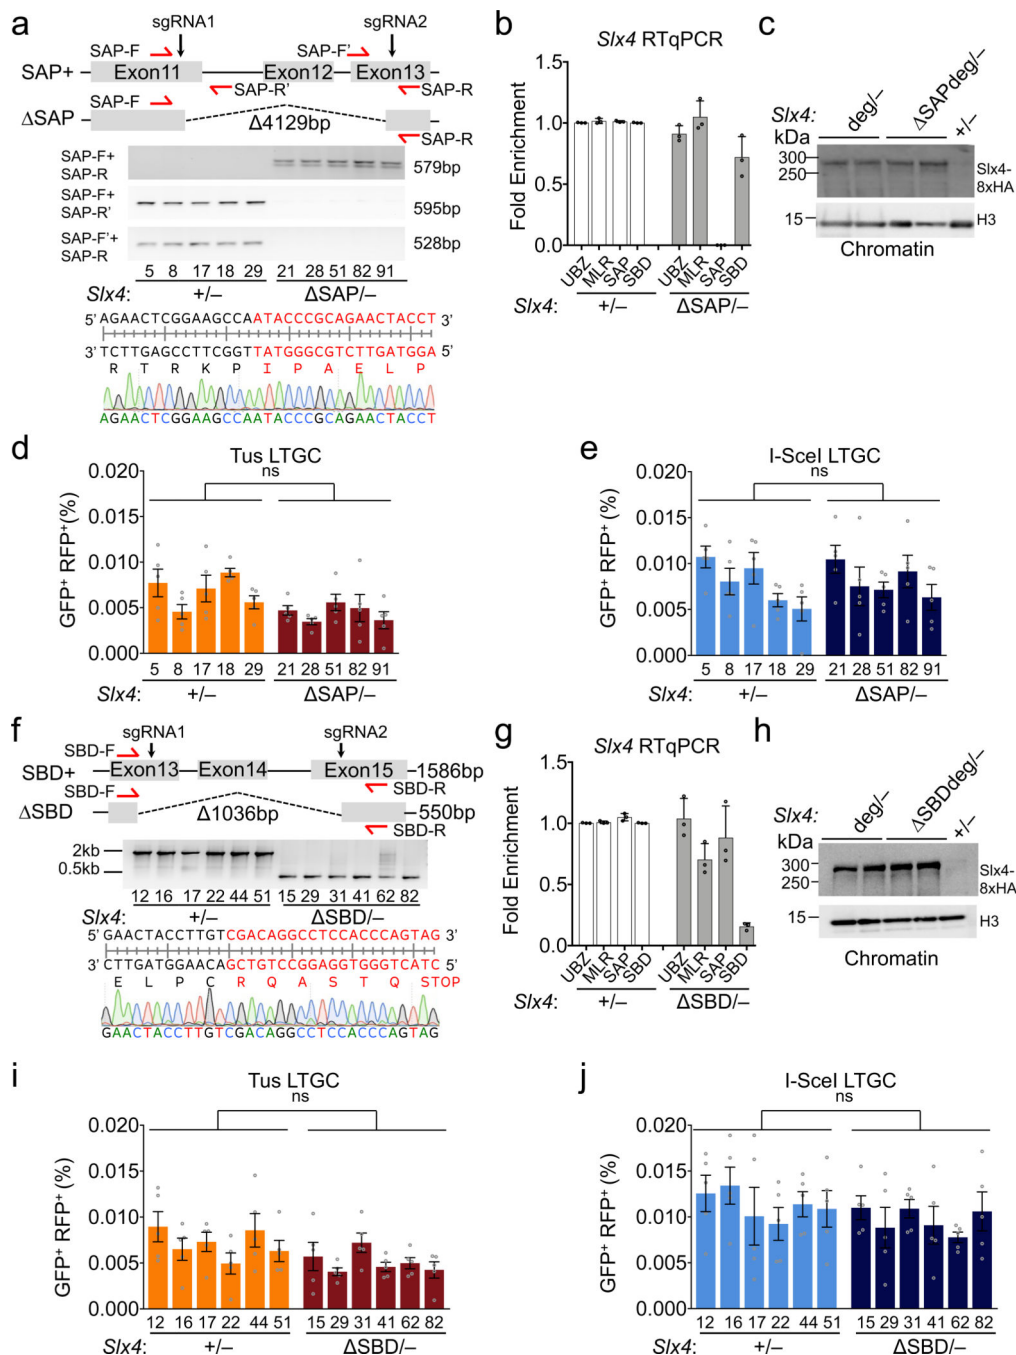 a
sgRNA1
sgRNA2
SAP-F
SAP-F'
SAP+
Exon11
Exon12
Exon13
SAP-F
SAP-R'
SAP-R
ΔSAP
Δ4129bp
SAP-R
SAP-F+
SAP-R
579bp
SAP-F+
SAP-R'
595bp
SAP-F'+
SAP-R
528bp
5 8 17 18 29 21 28 51 82 91
Slx4: +/– ΔSAP/–
5' AGAACTCGGAAGCCAATACCCGCAGAACTACCT 3'
3' TCTTGAGCCTTCGGTTATGGGCGTCTTGATGGA 5'
R T R K P I P A E L P
AGAACTCGGAAGCCAATACCCGCAGAACTACCT
b
Slx4 RTqPCR
Fold Enrichment
1.5
1.0
0.5
0.0
UBZ MLR SAP SBD UBZ MLR SAP SBD
Slx4: +/– ΔSAP/–
c
Slx4: deg/– ΔSAPdeg/– +/–
kDa
300
250
Slx4-
8xHA
15
H3
Chromatin
d
Tus LTGC
ns
GFP⁺ RFP⁺(%)
0.020
0.015
0.010
0.005
0.000
5 8 17 18 29 21 28 51 82 91
Slx4: +/– ΔSAP/–
e
I-SceI LTGC
ns
GFP⁺ RFP⁺ (%)
0.020
0.015
0.010
0.005
0.000
5 8 17 18 29 21 28 51 82 91
Slx4: +/– ΔSAP/–
f
sgRNA1
sgRNA2
SBD-F
SBD+
Exon13
Exon14
Exon15
1586bp
SBD-F
SBD-R
ΔSBD
Δ1036bp
550bp
SBD-R
2kb
0.5kb
12 16 17 22 44 51 15 29 31 41 62 82
Slx4: +/– ΔSBD/–
5' GAACTACCTTGTCGACAGGCCTCCACCCAGTAG 3'
3' CTTGATGGAACAGCTGTCCGGAGGTGGGTCATC 5'
E L P C R Q A S T Q STOP
GAACTACCTTGTCGACAGGCCTCCACCCAGTAG
g
Slx4 RTqPCR
Fold Enrichment
1.5
1.0
0.5
0.0
UBZ MLR SAP SBD UBZ MLR SAP SBD
Slx4: +/– ΔSBD/–
h
Slx4: deg/– ΔSBDdeg/– +/–
kDa
300
250
Slx4-
8xHA
15
H3
Chromatin
i
Tus LTGC
ns
GFP⁺ RFP⁺ (%)
0.020
0.015
0.010
0.005
0.000
12 16 17 22 44 51 15 29 31 41 62 82
Slx4: +/– ΔSBD/–
j
I-SceI LTGC
ns
GFP⁺ RFP⁺ (%)
0.020
0.015
0.010
0.005
0.000
12 16 17 22 44 51 15 29 31 41 62 82
Slx4: +/– ΔSBD/–